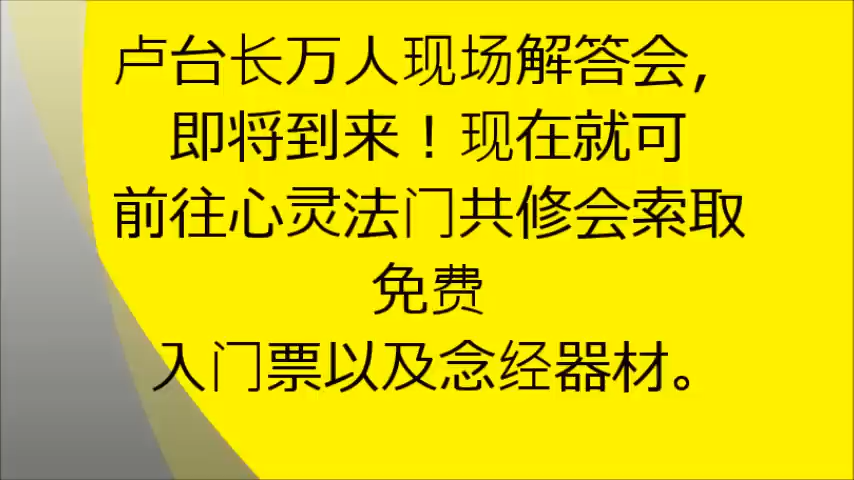 卢台长万人现场解答会，
即将到来！现在就可
前往心灵法门共修会索取
免费
入门票以及念经器材。